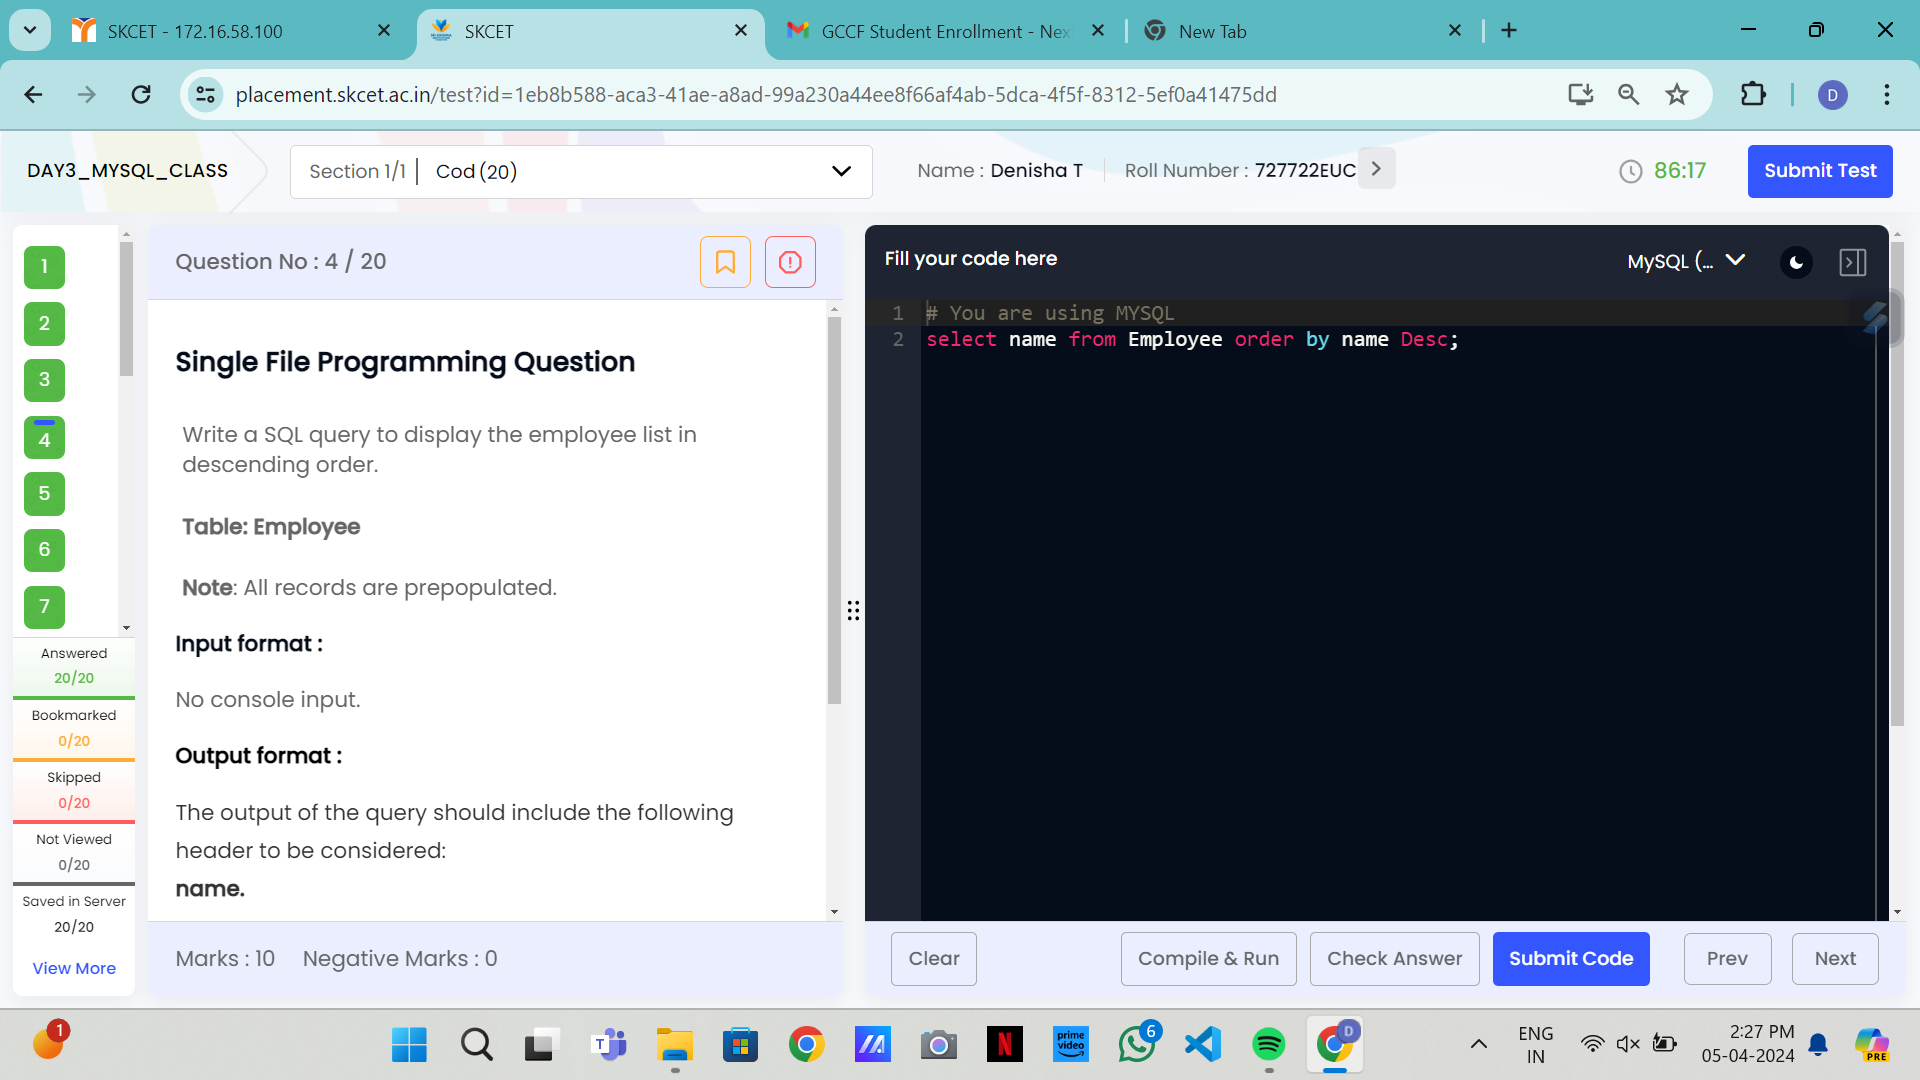 SKCET - 172.16.58.100
SKCET
GCCF Student Enrollment - Nex
New Tab
placement.skcet.ac.in/test?id=1eb8b588-aca3-41ae-a8ad-99a230a44ee8f66af4ab-5dca-4f5f-8312-5ef0a41475dd
D
DAY3_MYSQL_CLASS
Section 1/1 | Cod (20)
Name : Denisha T
Roll Number : 727722EUC
86:17
Submit Test
1
2
3
4
5
6
7
Answered
20/20
Bookmarked
0/20
Skipped
0/20
Not Viewed
0/20
Saved in Server
20/20
View More
Question No : 4 / 20
Single File Programming Question
Write a SQL query to display the employee list in
descending order.
Table: Employee
Note: All records are prepopulated.
Input format :
No console input.
Output format :
The output of the query should include the following
header to be considered:
name.
Marks : 10 Negative Marks : 0
Fill your code here
MySQL (...
1 # You are using MYSQL
2 select name from Employee order by name Desc;
Clear
Compile & Run
Check Answer
Submit Code
Prev
Next
1
T
N
prime
video
6
D
ENG
IN
2:27 PM
05-04-2024
PRE